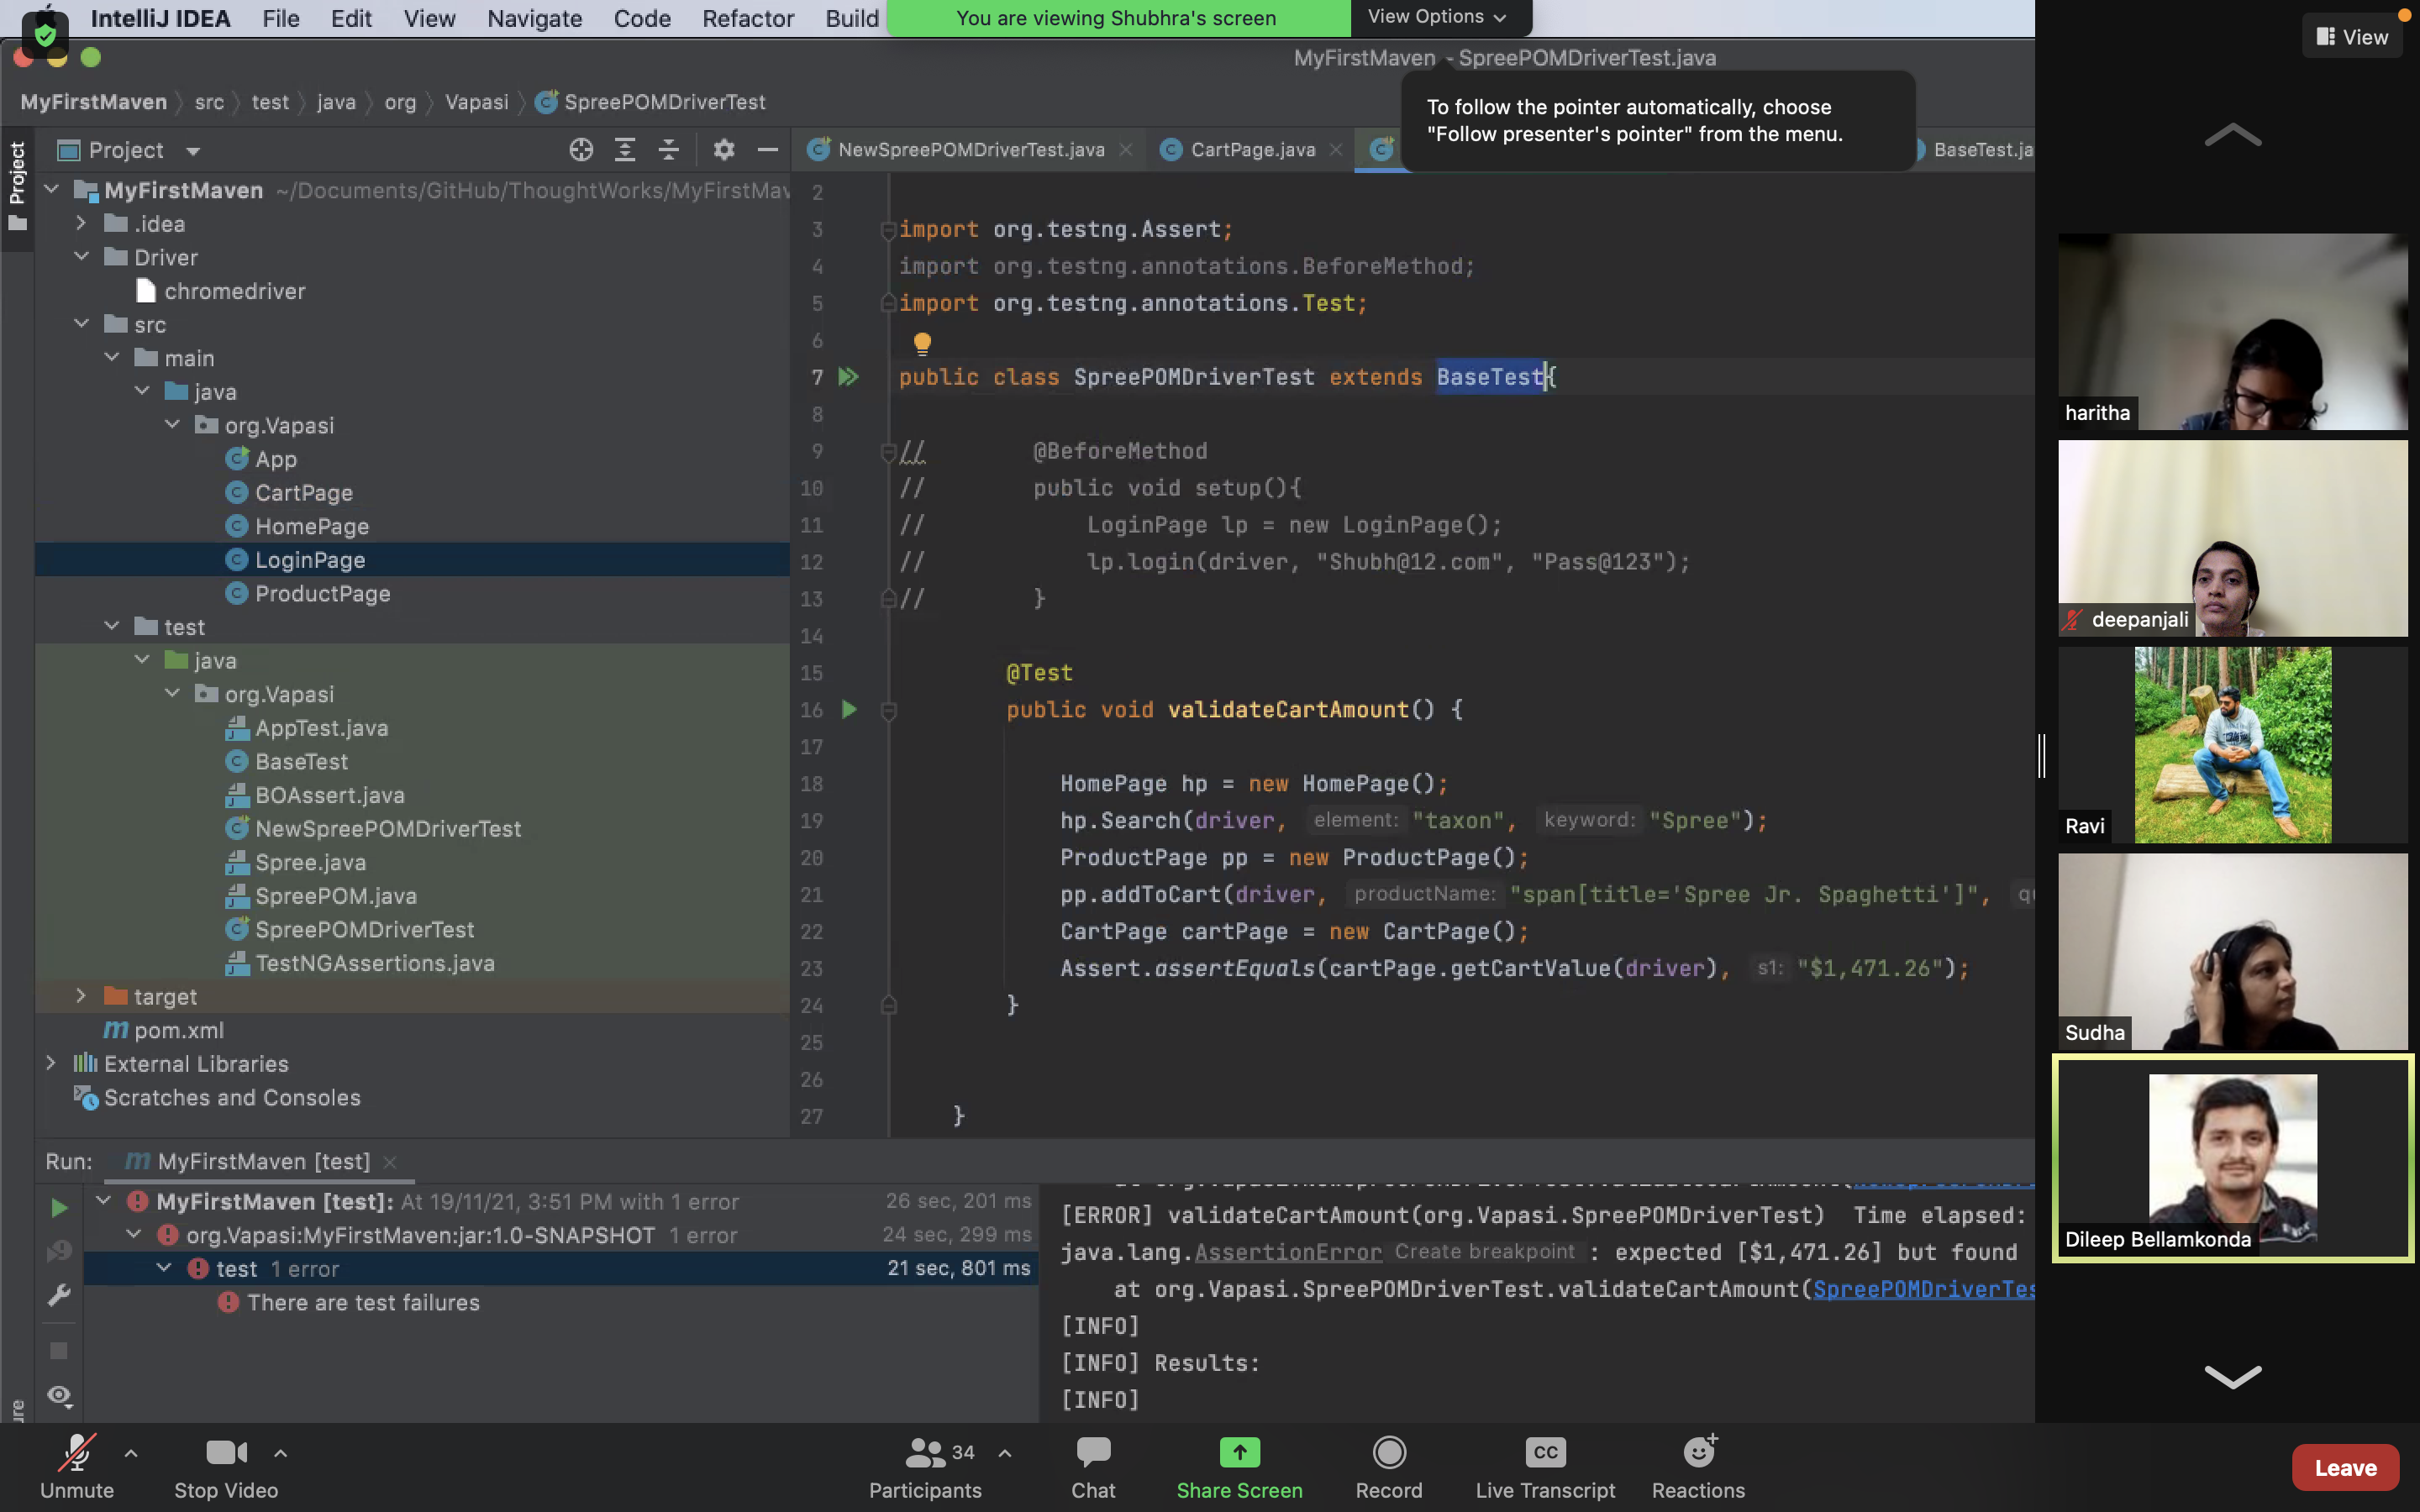 IntelliJ IDEA File Edit View Navigate Code Refactor Build
You are viewing Shubhra's screen
View Options
View
MyFirstMaven - SpreePOMDriverTest.java
To follow the pointer automatically, choose
"Follow presenter's pointer" from the menu.
MyFirstMaven src test java org Vapasi SpreePOMDriverTest
Project
Project
NewSpreePOMDriverTest.java
CartPage.java
BaseTest.ja
MyFirstMaven ~/Documents/GitHub/ThoughtWorks/MyFirstMav
.idea
Driver
chromedriver
src
main
java
org.Vapasi
App
CartPage
HomePage
LoginPage
ProductPage
test
java
org.Vapasi
AppTest.java
BaseTest
BOAssert.java
NewSpreePOMDriverTest
Spree.java
SpreePOM.java
SpreePOMDriverTest
TestNGAssertions.java
target
pom.xml
External Libraries
Scratches and Consoles
2
3 import org.testng.Assert;
4 import org.testng.annotations.BeforeMethod;
5 import org.testng.annotations.Test;
6
7 public class SpreePOMDriverTest extends BaseTest{
8
9 // @BeforeMethod
10 // public void setup(){
11 // LoginPage lp = new LoginPage();
12 // lp.login(driver, "Shubh@12.com", "Pass@123");
13 // }
14
15 @Test
16 public void validateCartAmount() {
17
18 HomePage hp = new HomePage();
19 hp.Search(driver, element: "taxon", keyword: "Spree");
20 ProductPage pp = new ProductPage();
21 pp.addToCart(driver, productName: "span[title='Spree Jr. Spaghetti']", qu
22 CartPage cartPage = new CartPage();
23 Assert.assertEquals(cartPage.getCartValue(driver), s1: "$1,471.26");
24 }
25
26
27 }
haritha
deepanjali
Ravi
Sudha
Dileep Bellamkonda
Run: MyFirstMaven [test]
MyFirstMaven [test]: At 19/11/21, 3:51 PM with 1 error 26 sec, 201 ms
org.Vapasi:MyFirstMaven:jar:1.0-SNAPSHOT 1 error 24 sec, 299 ms
test 1 error 21 sec, 801 ms
There are test failures
[ERROR] validateCartAmount(org.Vapasi.SpreePOMDriverTest) Time elapsed:
java.lang.AssertionError Create breakpoint : expected [$1,471.26] but found
at org.Vapasi.SpreePOMDriverTest.validateCartAmount(SpreePOMDriverTes
[INFO]
[INFO] Results:
[INFO]
Unmute
Stop Video
34
Participants
Chat
Share Screen
Record
CC
Live Transcript
Reactions
Leave